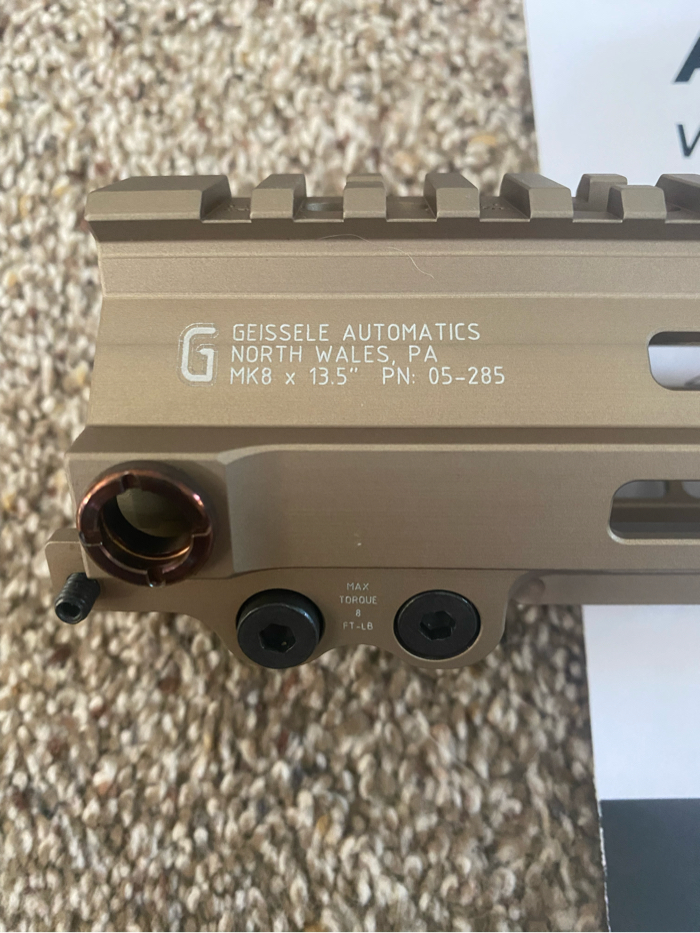 G
GEISSELE AUTOMATICS
NORTH WALES, PA
MK8 x 13.5" PN: 05-285
MAX
TORQUE
8
FT-LB